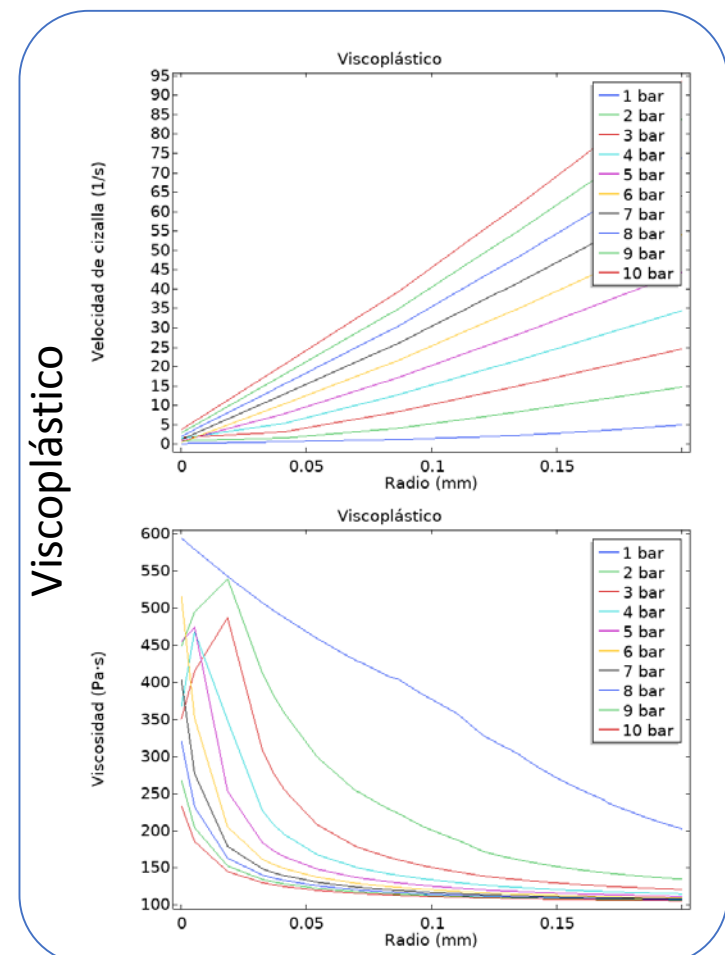 Viscoplástico
Viscoplástico
95
90
85
80
75
70
65
60
55
50
45
40
35
30
25
20
15
10
5
0
Velocidad de cizalla (1/s)
1 bar
2 bar
3 bar
4 bar
5 bar
6 bar
7 bar
8 bar
9 bar
10 bar
0 0.05 0.1 0.15
Radio (mm)
Viscoplástico
600
550
500
450
400
350
300
250
200
150
100
Viscosidad (Pa·s)
1 bar
2 bar
3 bar
4 bar
5 bar
6 bar
7 bar
8 bar
9 bar
10 bar
0 0.05 0.1 0.15
Radio (mm)